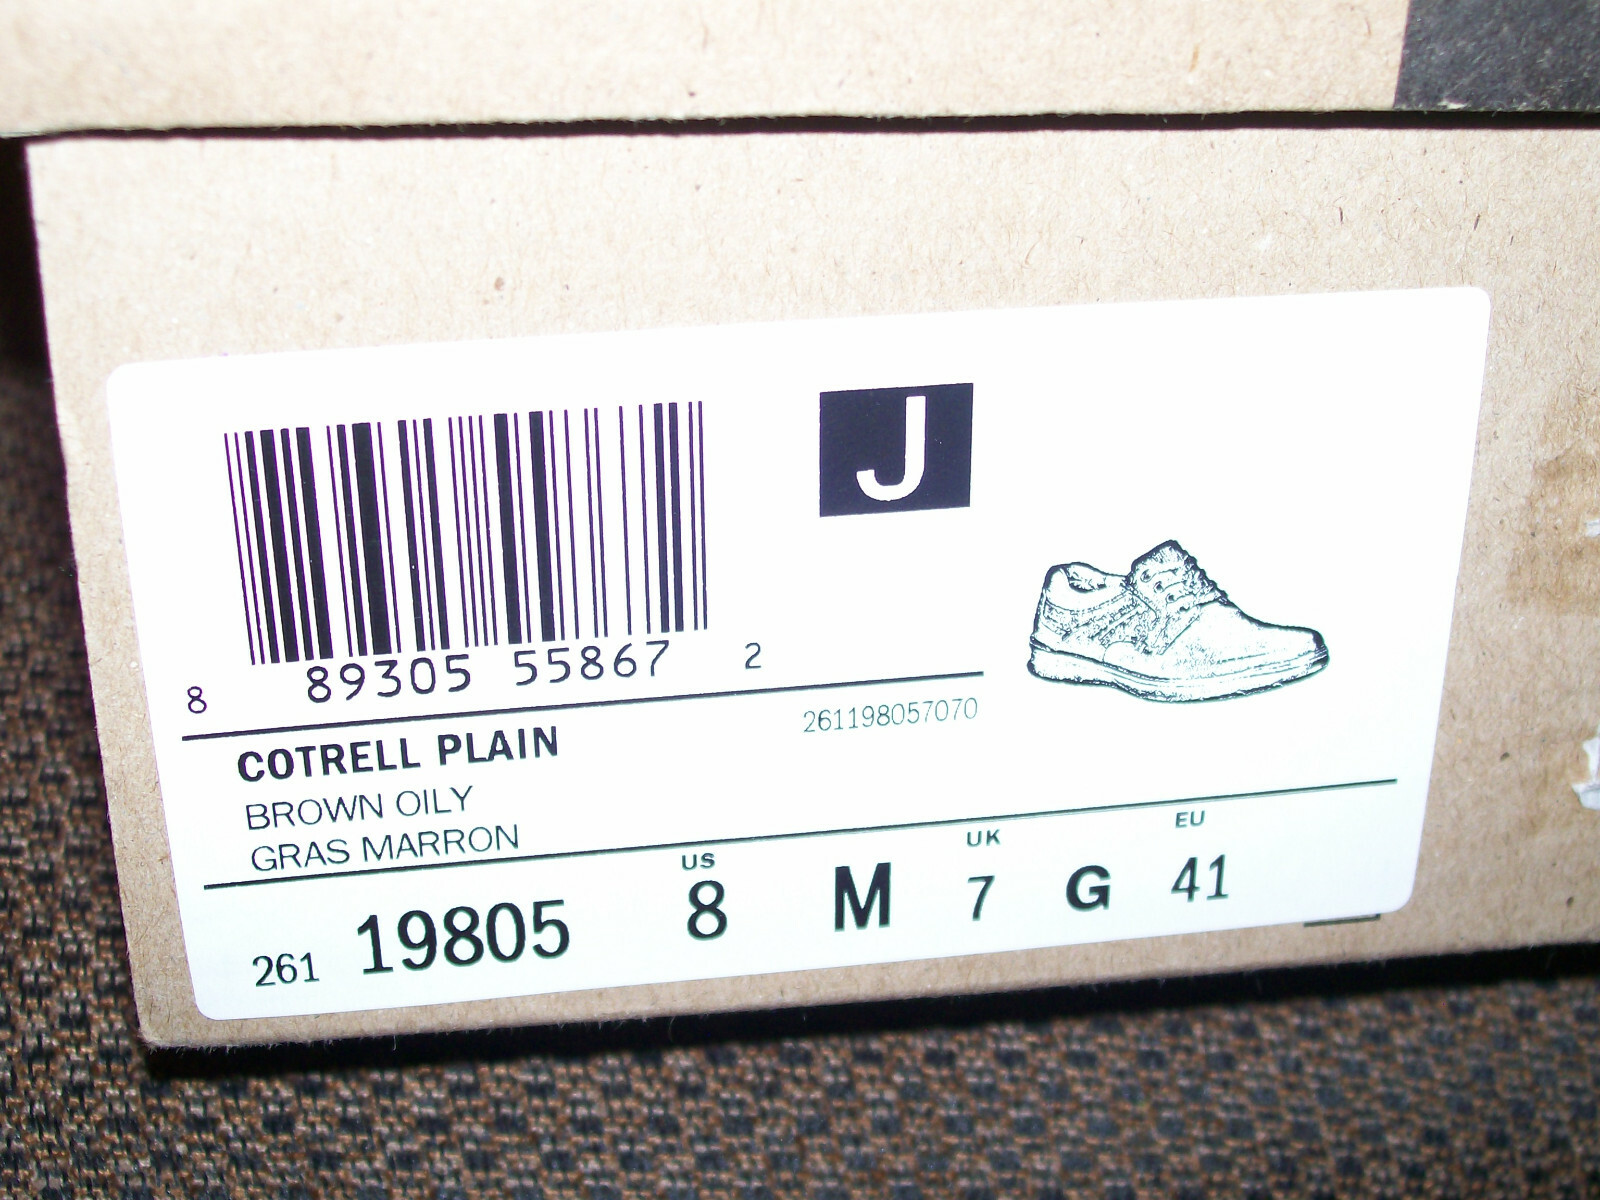 J
8 89305 55867 2
COTRELL PLAIN 261198057070
BROWN OILY
GRAS MARRON
US UK EU
261 19805 8 M 7 G 41